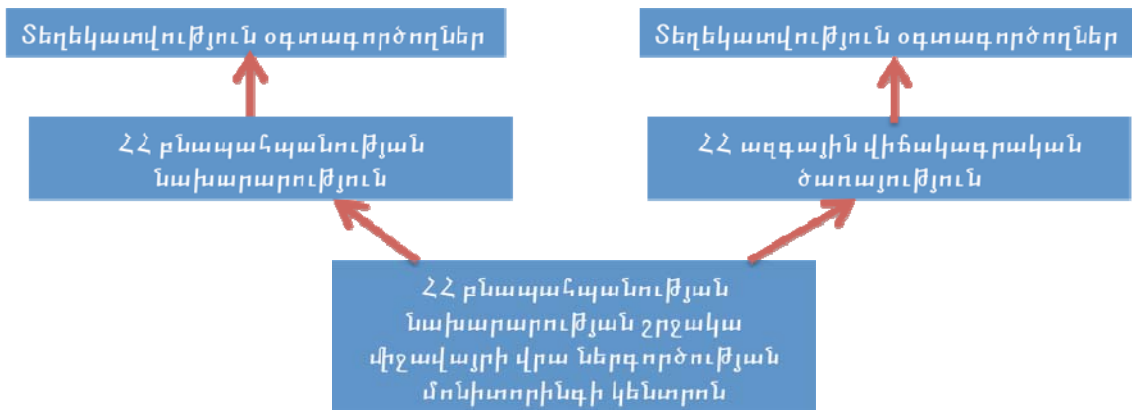 Տեղեկատվություն օգտագործողներ
Տեղեկատվություն օգտագործողներ
ՀՀ բնապահպանության
նախարարություն
ՀՀ ազգային վիճակագրական
ծառայություն
ՀՀ բնապահպանության
նախարարության շրջակա
միջավայրի վրա ներգործության
մոնիտորինգի կենտրոն